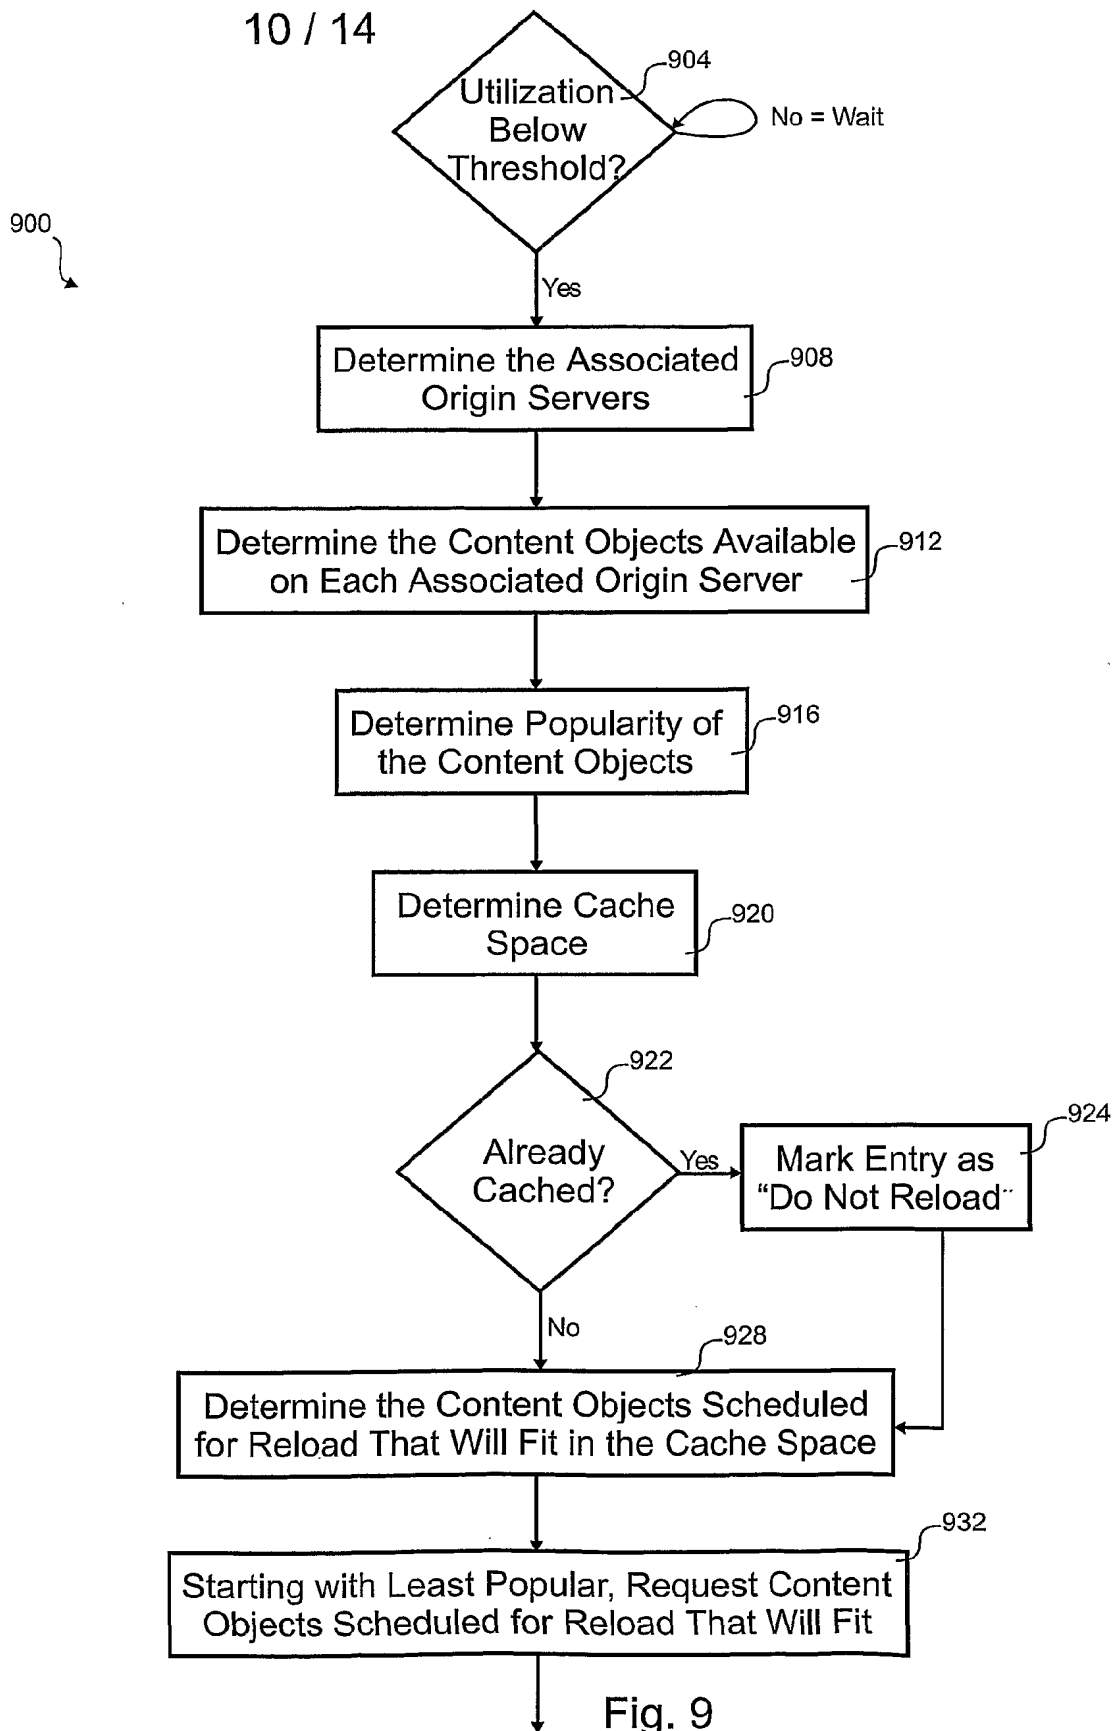 10 / 14
904
Utilization
Below
Threshold?
No = Wait
900
Yes
Determine the Associated
Origin Servers
908
Determine the Content Objects Available
on Each Associated Origin Server
912
Determine Popularity of
the Content Objects
916
Determine Cache
Space
920
922
Already
Cached?
Yes
924
Mark Entry as
“Do Not Reload”
No
928
Determine the Content Objects Scheduled
for Reload That Will Fit in the Cache Space
932
Starting with Least Popular, Request Content
Objects Scheduled for Reload That Will Fit
Fig. 9